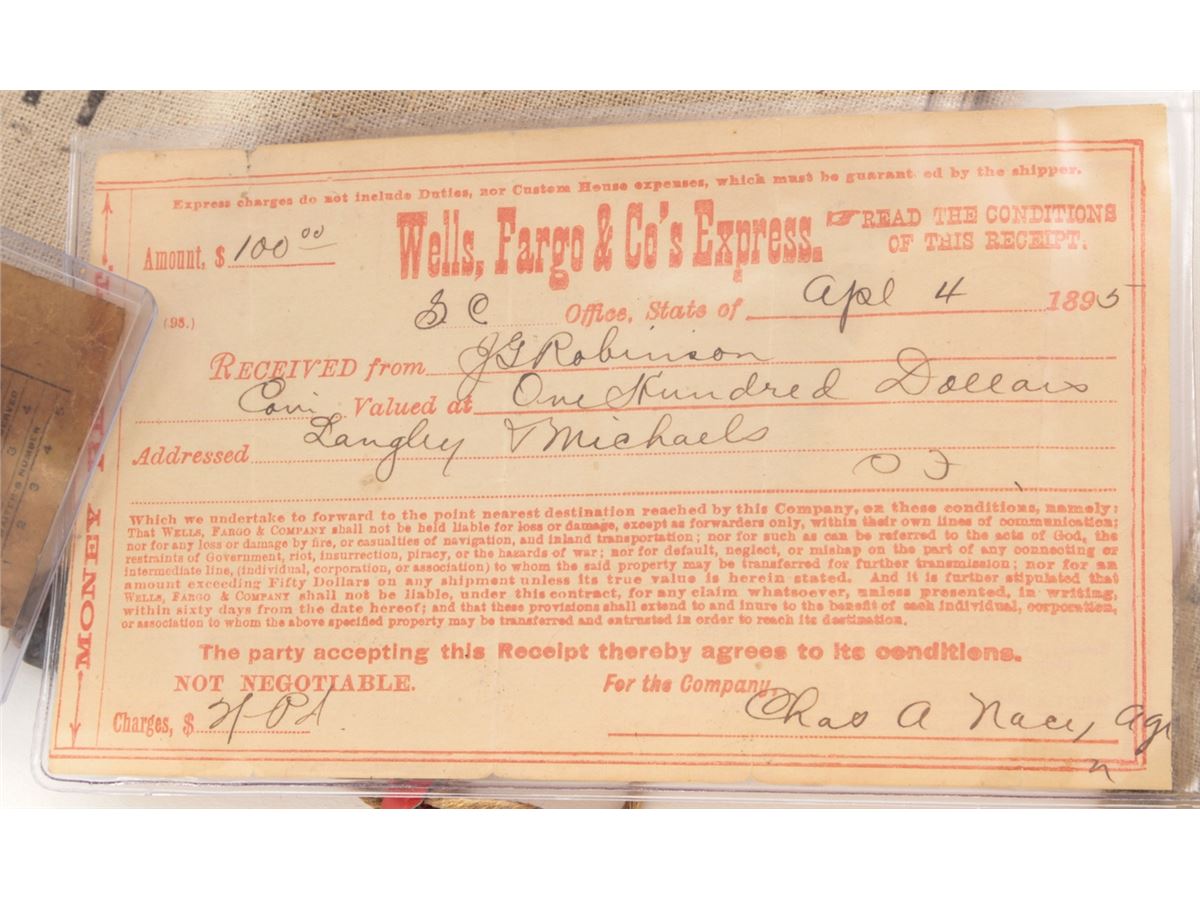 Express charges do not include Duties, nor Custom House expenses, which must be guaranteed by the shipper.
Amount, $ 100 00
Wells, Fargo & Co's Express.
READ THE CONDITIONS
OF THIS RECEIPT.
(95.)
S C Office, State of Apl 4 1895
RECEIVED from J G Robinson
Coin Valued at One Hundred Dollars
Addressed Langley & Michaels
MONEY
Which we undertake to forward to the point nearest destination reached by this Company, on these conditions, namely:
That WELLS, FARGO & COMPANY shall not be held liable for loss or damage, except as forwarders only, within their own lines of communication;
nor for any loss or damage by fire, or casualties of navigation, and inland transportation; nor for such as can be referred to the acts of God, the
restraints of Government, riot, insurrection, piracy, or the hazards of war; nor for default, neglect, or mishap on the part of any connecting or
intermediate line, (individual, corporation, or association) to whom the said property may be transferred for further transmission; nor for an
amount exceeding Fifty Dollars on any shipment unless its true value is herein stated. And it is further stipulated that
WELLS, FARGO & COMPANY shall not be liable, under this contract, for any claim whatsoever, unless presented, in writing,
within sixty days from the date hereof; and that these provisions shall extend to and inure to the benefit of each individual, corporation,
or association to whom the above specified property may be transferred and entrusted in order to reach its destination.
The party accepting this Receipt thereby agrees to its conditions.
NOT NEGOTIABLE.
For the Company,
Charges, $
Chas A Nacy Agt
NUMBER
1 2 3 4 5